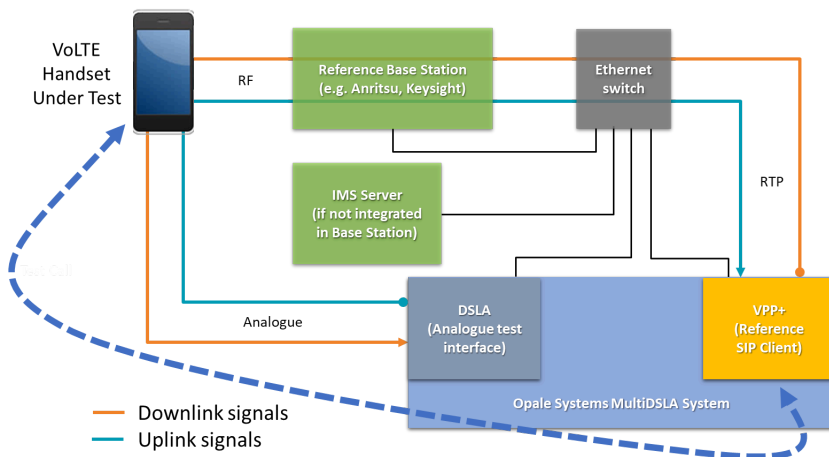 VoLTE
Handset
Under Test
RF
Reference Base Station
(e.g. Anritsu, Keysight)
Ethernet
switch
IMS Server
(if not integrated
in Base Station)
RTP
Test Call
DSLA
(Analogue test
interface)
VPP+
(Reference
SIP Client)
Analogue
Opale Systems MultiDSLA System
Downlink signals
Uplink signals